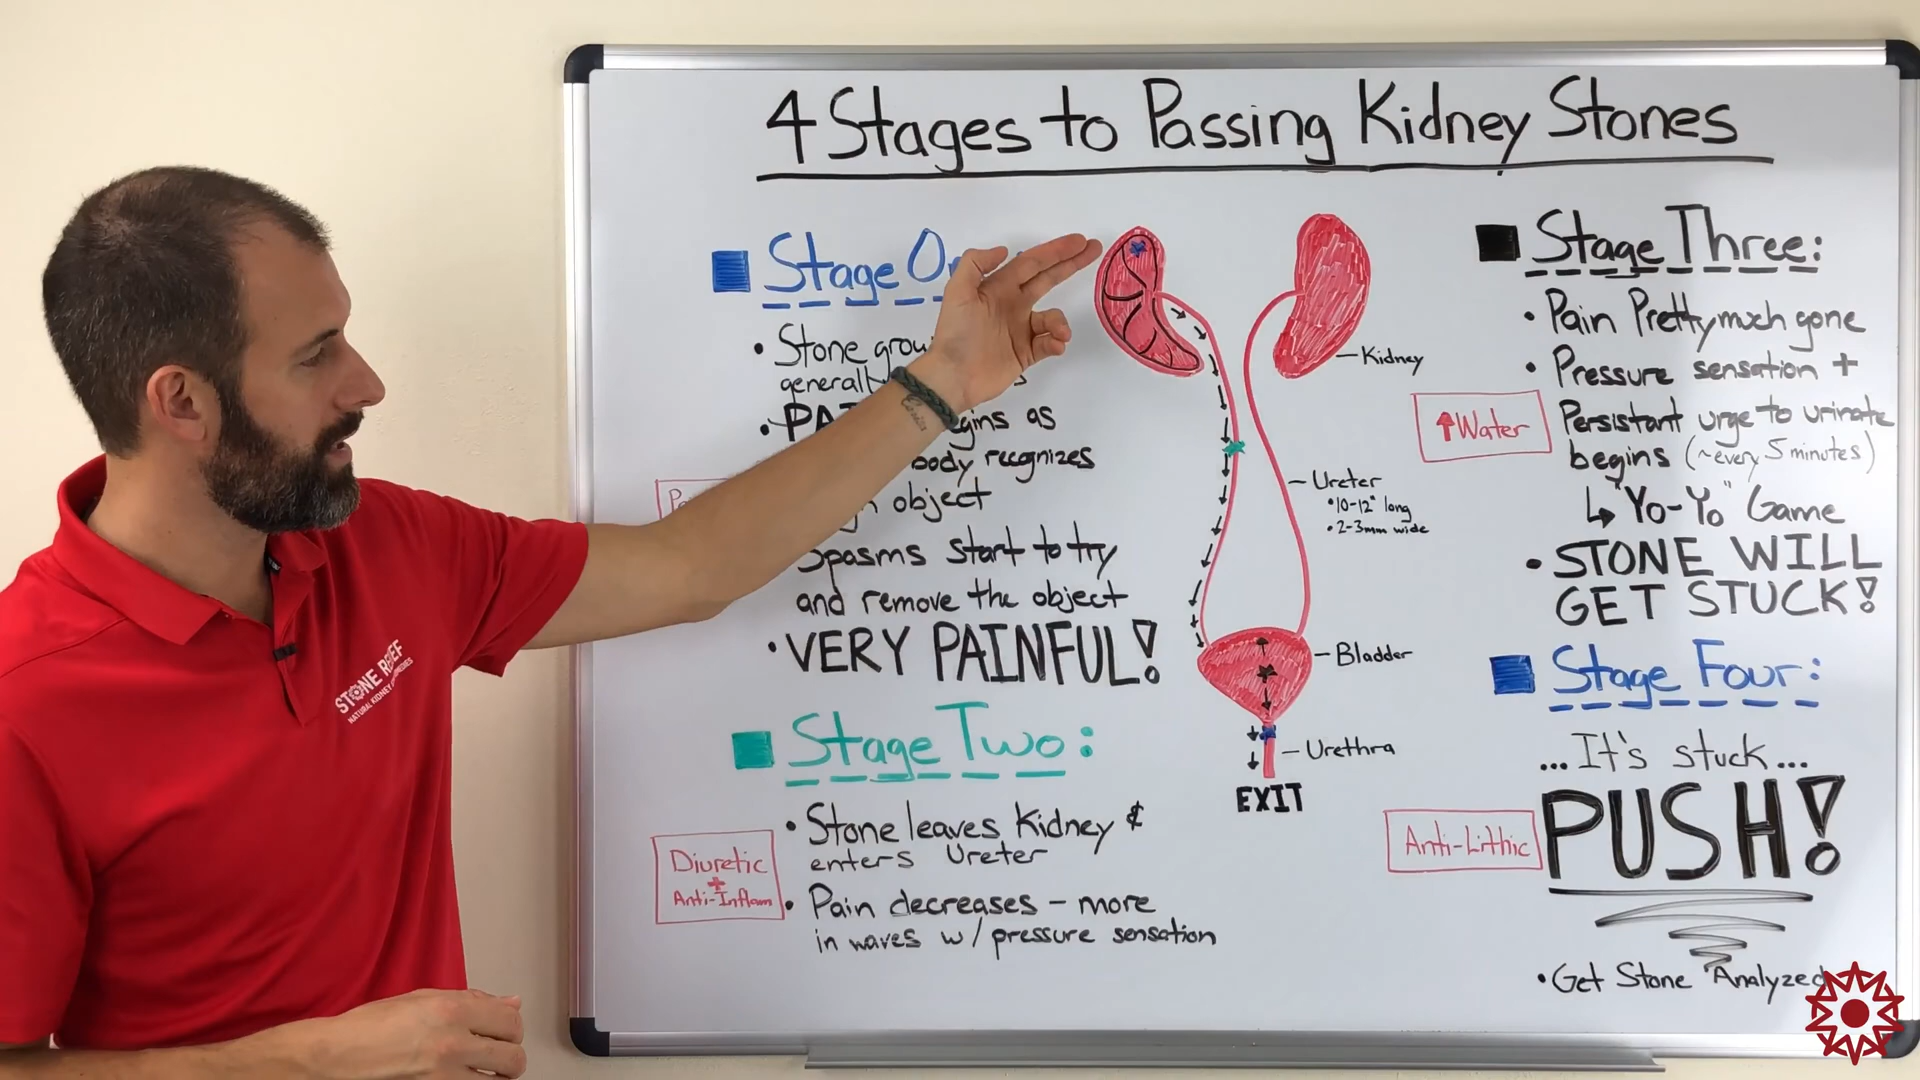 4 Stages to Passing Kidney Stones
Stage
• Stone
generally
•
gins as
body recognizes
object
Spasms start to try
and remove the object
• VERY PAINFUL!
Stage Two:
• Stone leaves Kidney &
enters Ureter
Diuretic
+
Anti-Inflam
• Pain decreases - more
in waves w/ pressure sensation
Kidney
Ureter
• 10-12" long
• 2-3mm wide
Bladder
Urethra
EXIT
Stage Three:
• Pain Pretty much gone
• Pressure sensation +
Persistant urge to urinate
begins (~every 5 minutes)
↑Water
↳ "Yo-Yo" Game
• STONE WILL
GET STUCK!
Stage Four:
...It's stuck...
PUSH!
Anti-Lithic
• Get Stone Analyzed
STONE RELIEF